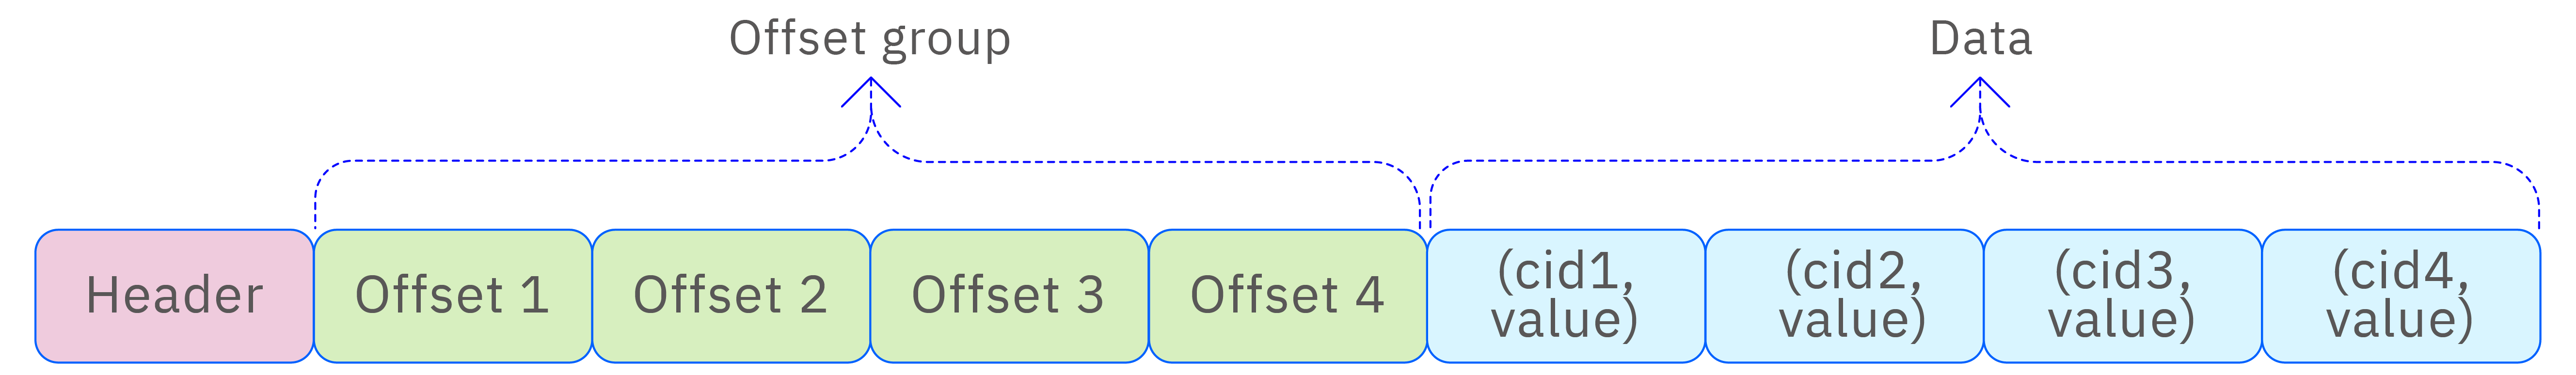 Offset group
Data
Header
Offset 1
Offset 2
Offset 3
Offset 4
(cid1,
value)
(cid2,
value)
(cid3,
value)
(cid4,
value)